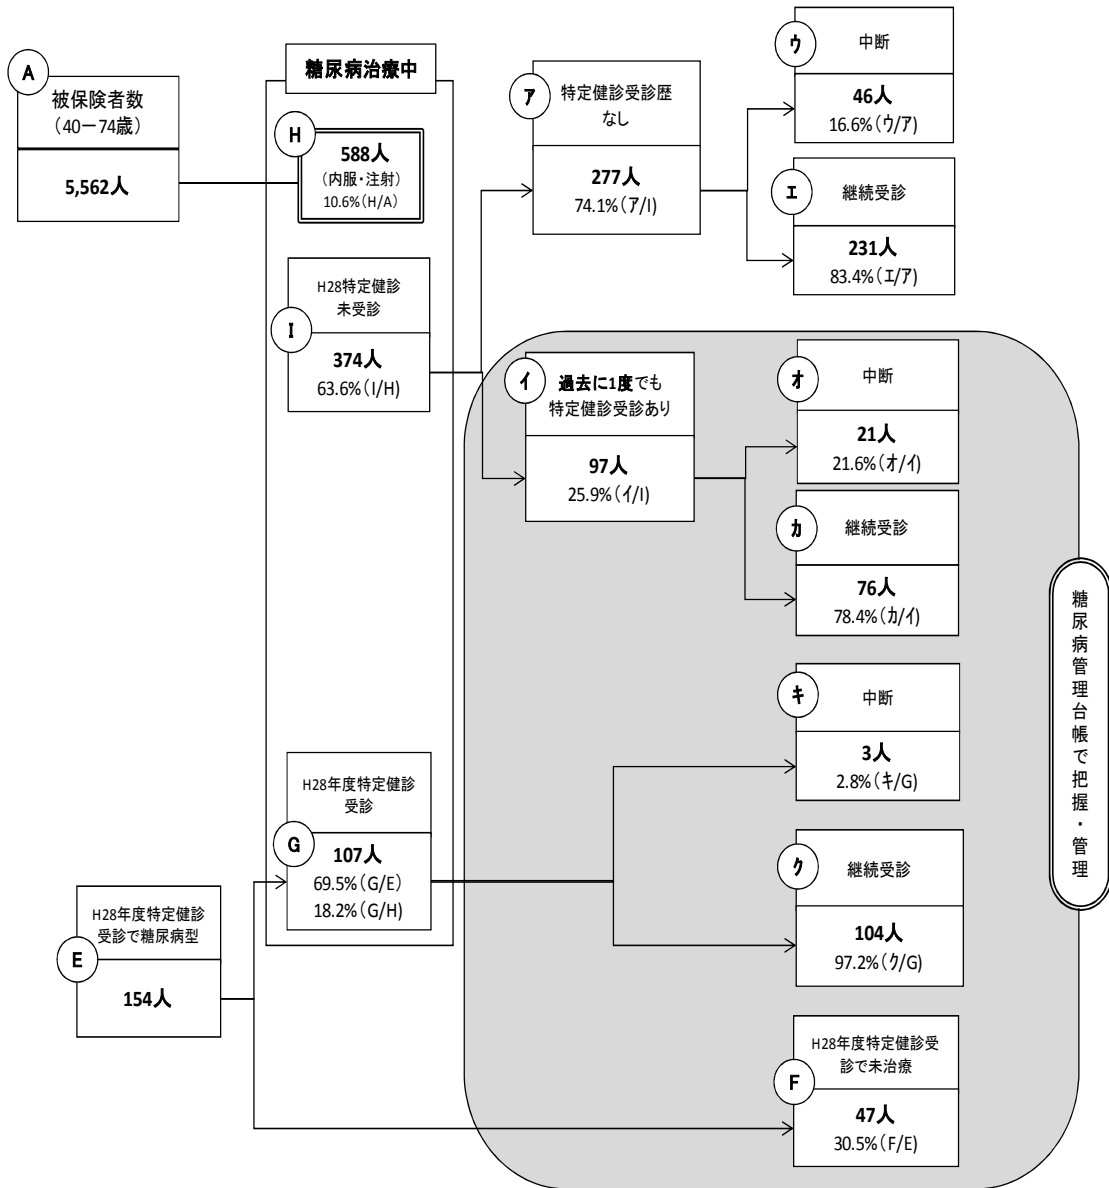 A
被保険者数
（40ー74歳）
5,562人
糖尿病治療中
H
588人
(内服・注射)
10.6%(H/A)
I
H28特定健診
未受診
374人
63.6%(I/H)
ア
特定健診受診歴
なし
277人
74.1%(ア/I)
ウ
中断
46人
16.6%(ウ/ア)
エ
継続受診
231人
83.4%(エ/ア)
イ
過去に1度でも
特定健診受診あり
97人
25.9%(イ/I)
オ
中断
21人
21.6%(オ/イ)
カ
継続受診
76人
78.4%(カ/イ)
キ
中断
3人
2.8%(キ/G)
G
H28年度特定健診
受診
107人
69.5%(G/E)
18.2%(G/H)
ク
継続受診
104人
97.2%(ク/G)
E
H28年度特定健診
受診で糖尿病型
154人
F
H28年度特定健診受
診で未治療
47人
30.5%(F/E)
糖尿病管理台帳で把握・管理